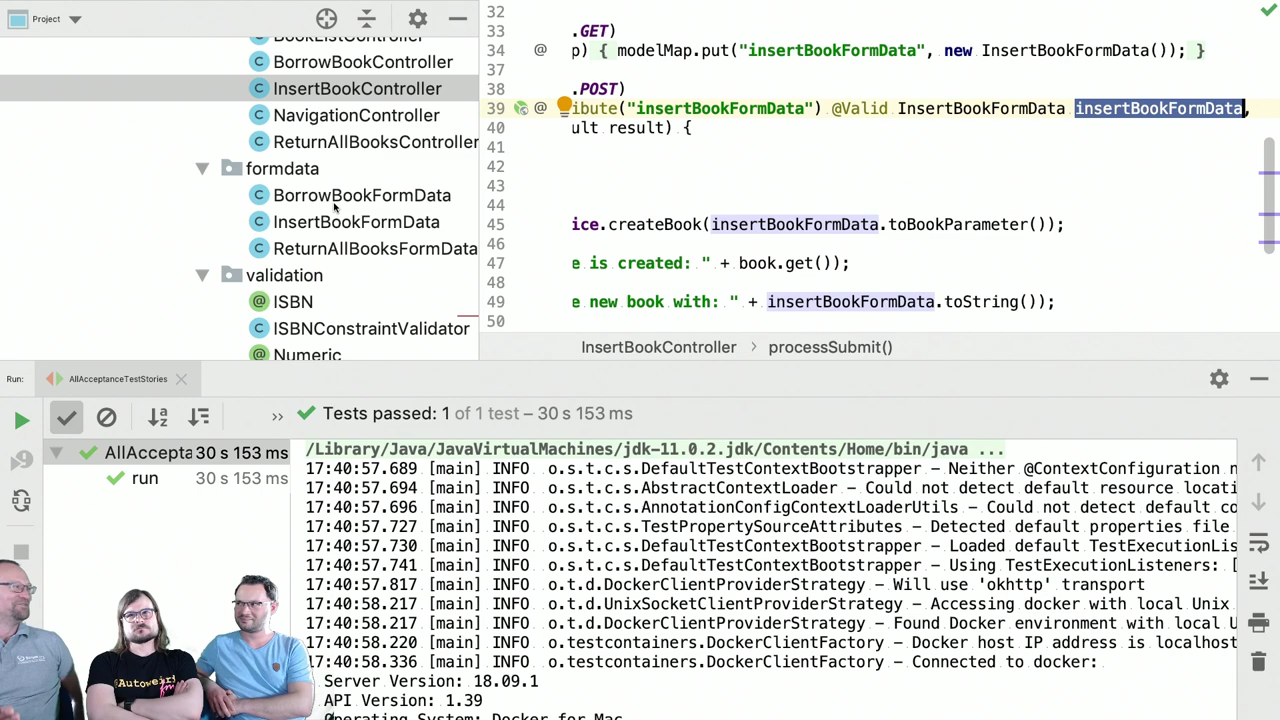 Project
BookListController
BorrowBookController
InsertBookController
NavigationController
ReturnAllBooksController
formdata
BorrowBookFormData
InsertBookFormData
ReturnAllBooksFormData
validation
ISBN
ISBNConstraintValidator
Numeric
32
33 .GET)
34 @ p) { modelMap.put("insertBookFormData", new InsertBookFormData()); }
37
38 .POST)
39 @ ibute("insertBookFormData") @Valid InsertBookFormData insertBookFormData,
40 ult result) {
41
42
43
44
45 ice.createBook(insertBookFormData.toBookParameter());
46
47 e is created: " + book.get());
48
49 e new book with: " + insertBookFormData.toString());
50
InsertBookController > processSubmit()
Run: AllAcceptanceTestStories
>> Tests passed: 1 of 1 test – 30 s 153 ms
AllAccepta 30 s 153 ms
run 30 s 153 ms
/Library/Java/JavaVirtualMachines/jdk-11.0.2.jdk/Contents/Home/bin/java ...
17:40:57.689 [main] INFO o.s.t.c.s.DefaultTestContextBootstrapper – Neither @ContextConfiguration n
17:40:57.694 [main] INFO o.s.t.c.s.AbstractContextLoader – Could not detect default resource locati
17:40:57.696 [main] INFO o.s.t.c.s.AnnotationConfigContextLoaderUtils – Could not detect default co
17:40:57.727 [main] INFO o.s.t.c.s.TestPropertySourceAttributes – Detected default properties file
17:40:57.730 [main] INFO o.s.t.c.s.DefaultTestContextBootstrapper – Loaded default TestExecutionLis
17:40:57.741 [main] INFO o.s.t.c.s.DefaultTestContextBootstrapper – Using TestExecutionListeners: [
17:40:57.817 [main] INFO o.t.d.DockerClientProviderStrategy – Will use 'okhttp' transport
17:40:58.217 [main] INFO o.t.d.UnixSocketClientProviderStrategy – Accessing docker with local Unix
17:40:58.217 [main] INFO o.t.d.DockerClientProviderStrategy – Found Docker environment with local U
17:40:58.220 [main] INFO o.testcontainers.DockerClientFactory – Docker host IP address is localhost
17:40:58.336 [main] INFO o.testcontainers.DockerClientFactory – Connected to docker:
Server Version: 18.09.1
API Version: 1.39
Operating System: Docker for Mac